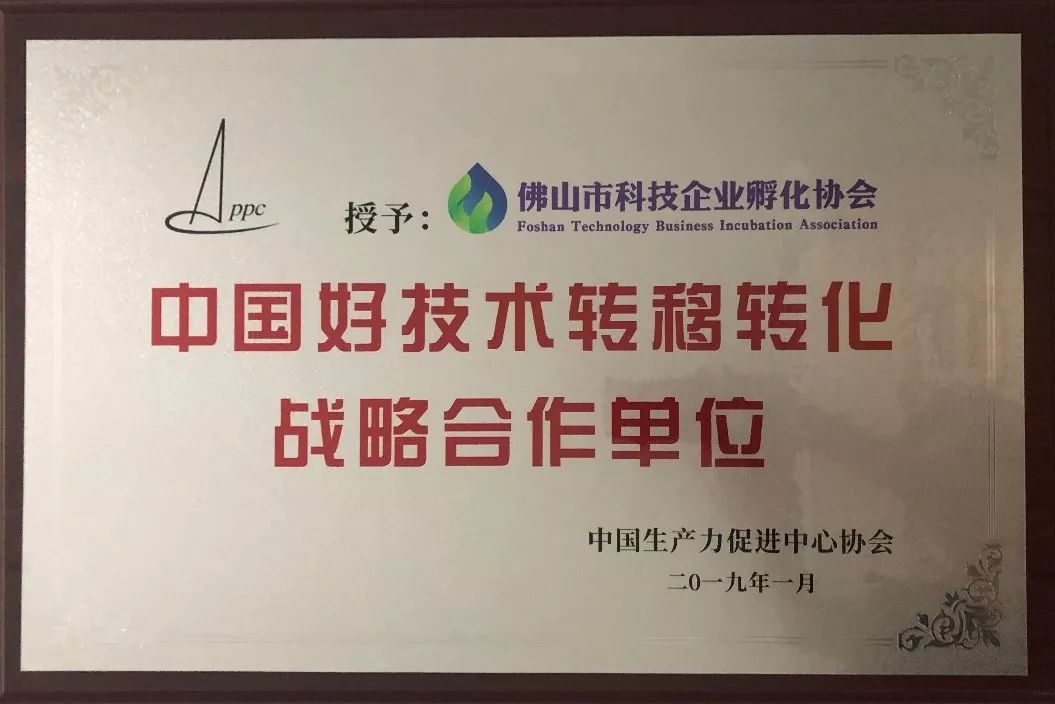 ppc
授予：
佛山市科技企业孵化协会
Foshan Technology Business Incubation Association
中国好技术转移转化
战略合作单位
中国生产力促进中心协会
二0一九年一月